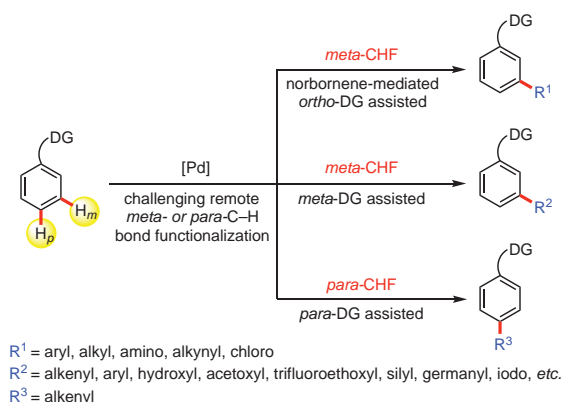 DG
H
m
H
p
[Pd]
challenging remote
meta- or para-C–H
bond functionalization
meta-CHF
norbornene-mediated
ortho-DG assisted
DG
R¹
meta-CHF
meta-DG assisted
DG
R²
para-CHF
para-DG assisted
DG
R³
R¹ = aryl, alkyl, amino, alkynyl, chloro
R² = alkenyl, aryl, hydroxyl, acetoxyl, trifluoroethoxyl, silyl, germanyl, iodo, etc.
R³ = alkenyl